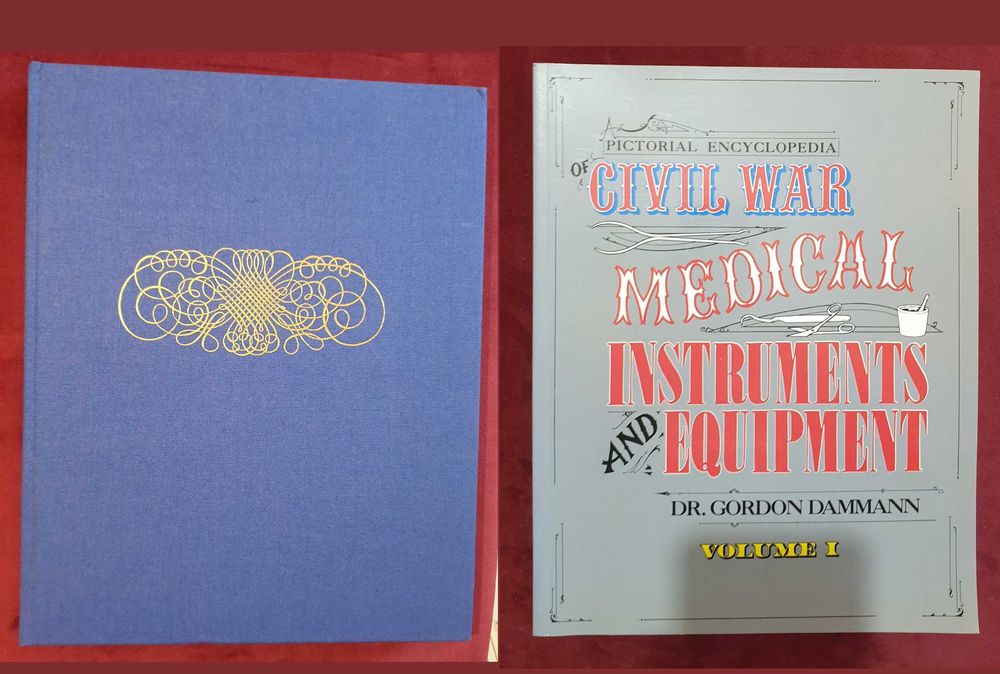 PICTORIAL ENCYCLOPEDIA
OF
CIVIL WAR
MEDICAL
INSTRUMENTS
AND EQUIPMENT
DR. GORDON DAMMANN
VOLUME I